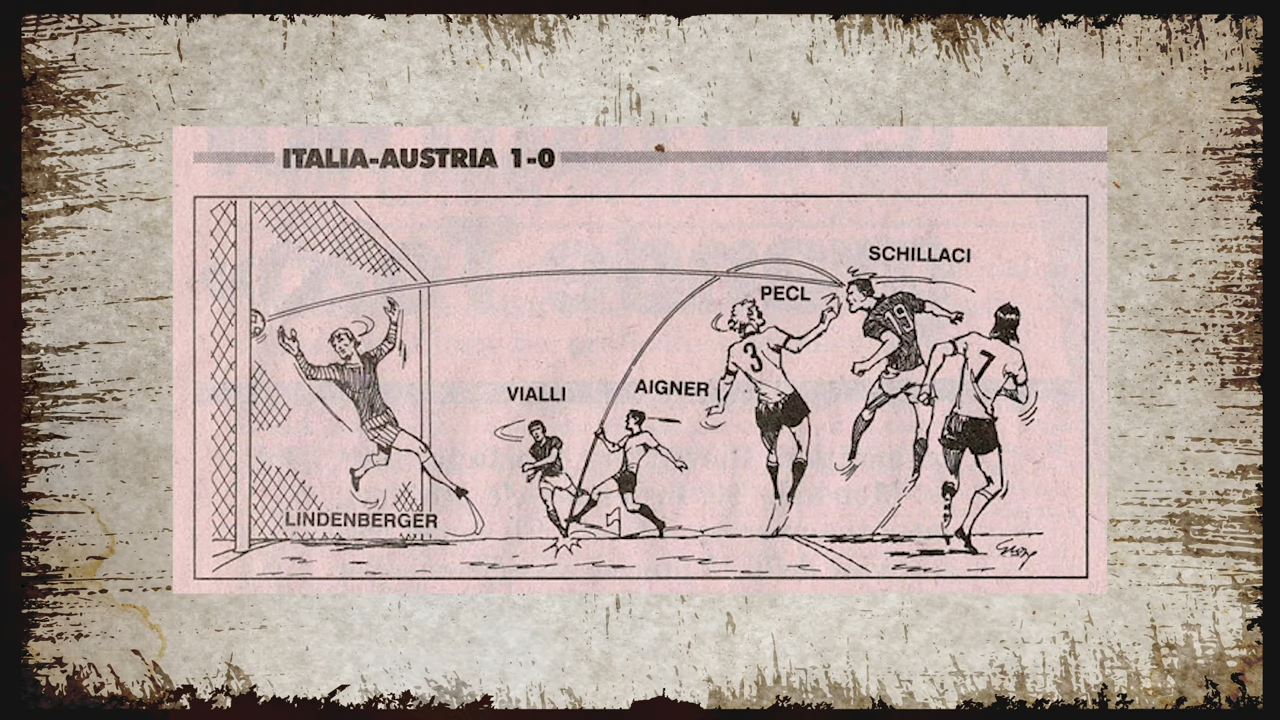 ITALIA-AUSTRIA 1-0
SCHILLACI
PECL
19
3
7
VIALLI
AIGNER
LINDENBERGER